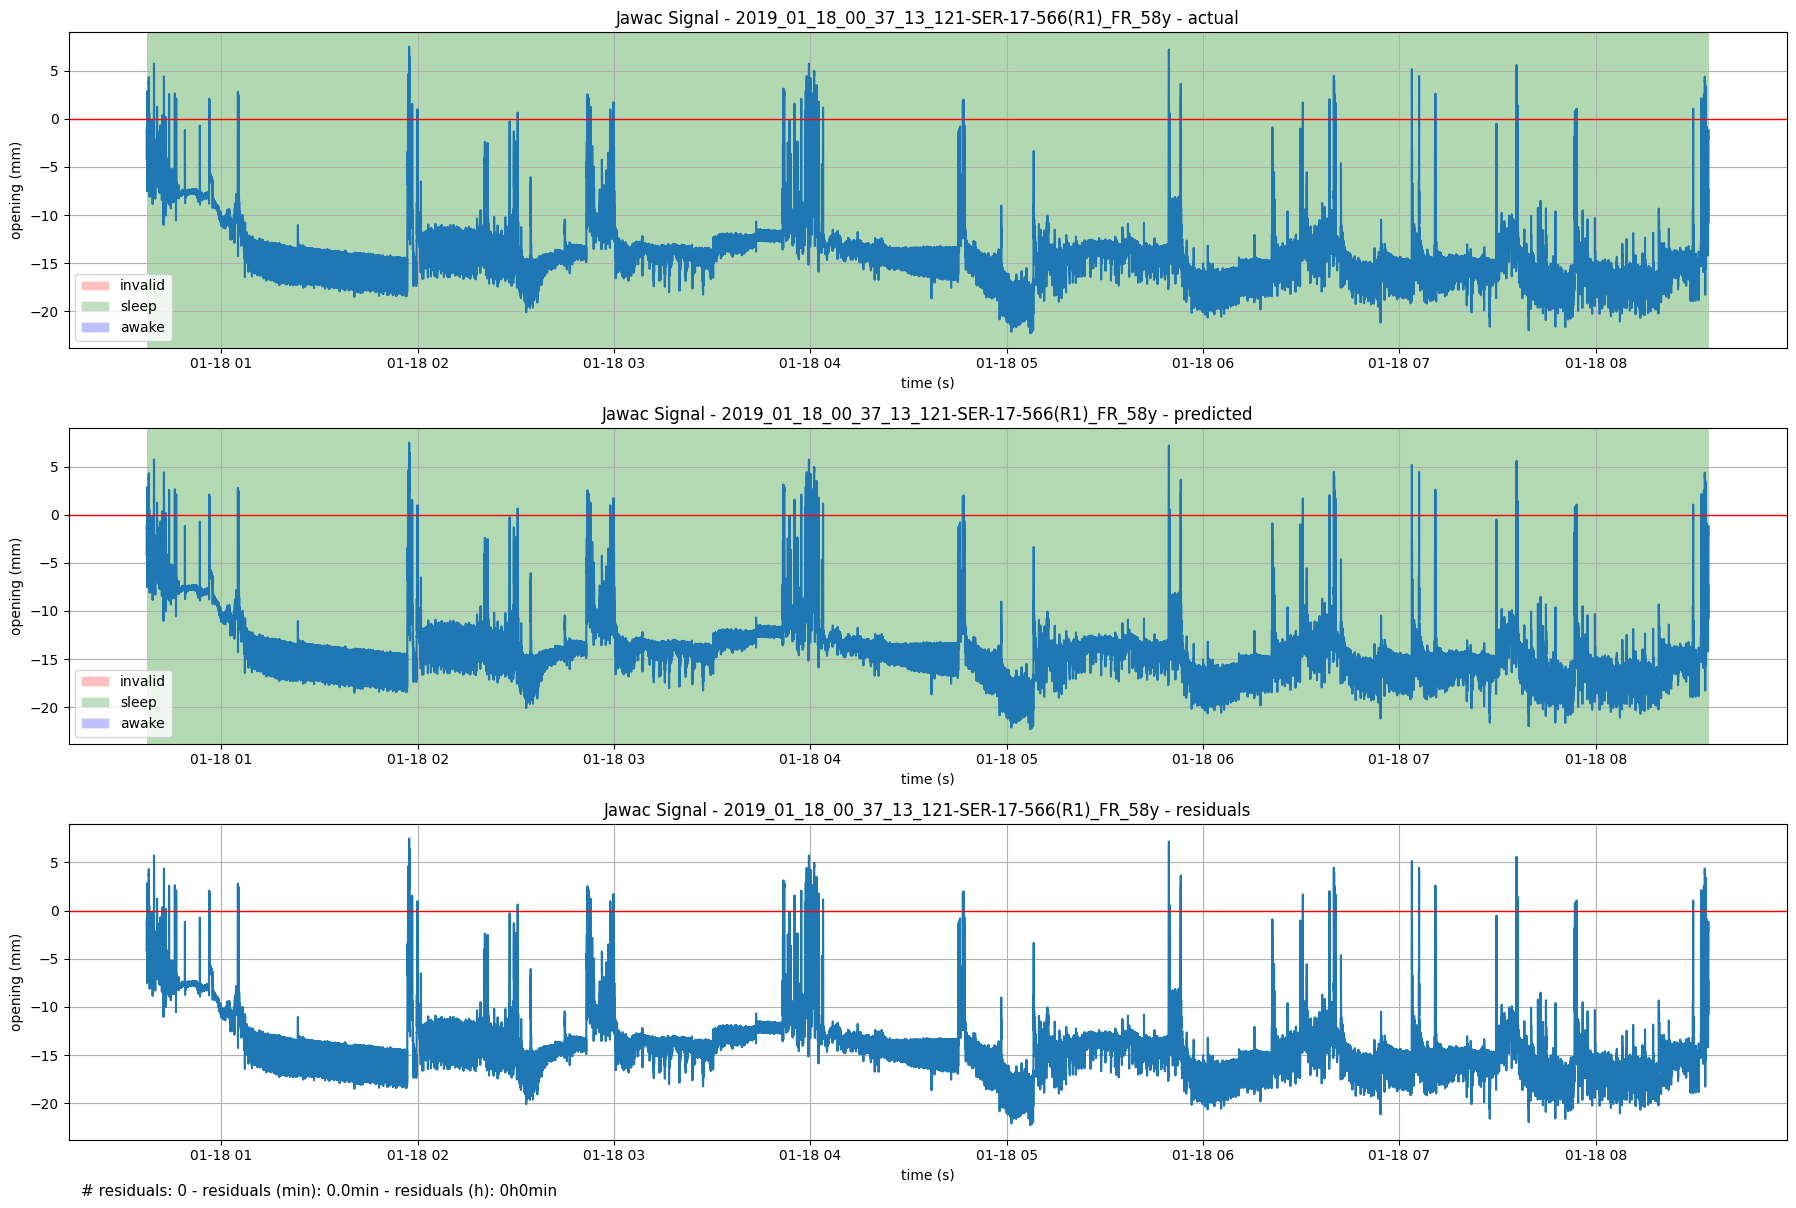 Jawac Signal - 2019_01_18_00_37_13_121-SER-17-566(R1)_FR_58y - actual
opening (mm)
5
0
−5
−10
−15
−20
invalid
sleep
awake
01-18 01 01-18 02 01-18 03 01-18 04 01-18 05 01-18 06 01-18 07 01-18 08
time (s)
Jawac Signal - 2019_01_18_00_37_13_121-SER-17-566(R1)_FR_58y - predicted
opening (mm)
5
0
−5
−10
−15
−20
invalid
sleep
awake
01-18 01 01-18 02 01-18 03 01-18 04 01-18 05 01-18 06 01-18 07 01-18 08
time (s)
Jawac Signal - 2019_01_18_00_37_13_121-SER-17-566(R1)_FR_58y - residuals
opening (mm)
5
0
−5
−10
−15
−20
01-18 01 01-18 02 01-18 03 01-18 04 01-18 05 01-18 06 01-18 07 01-18 08
time (s)
# residuals: 0 - residuals (min): 0.0min - residuals (h): 0h0min